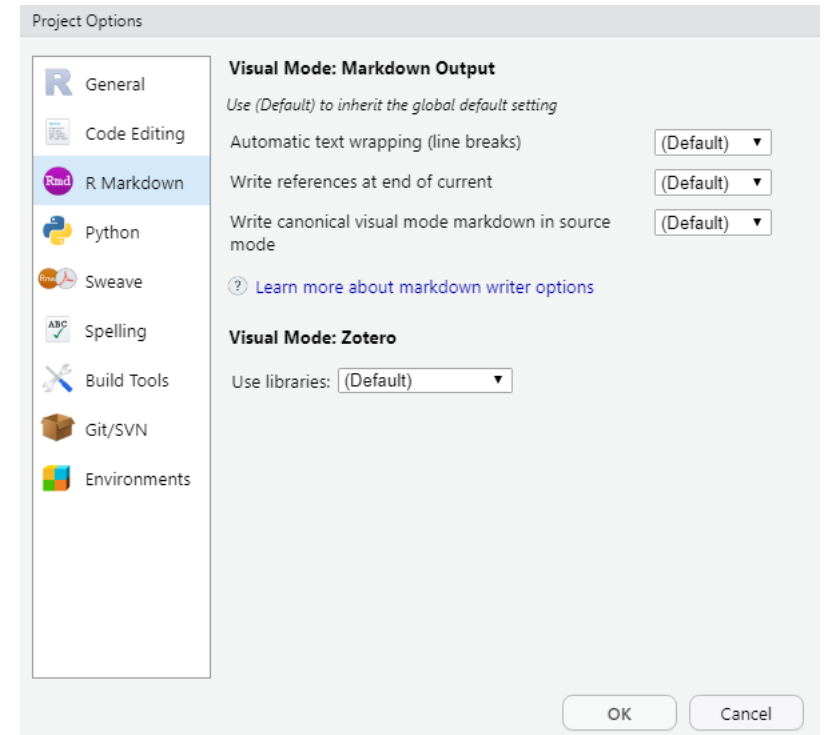 Project Options
General
Code Editing
Rmd R Markdown
Python
Sweave
ABC Spelling
Build Tools
Git/SVN
Environments
Visual Mode: Markdown Output
Use (Default) to inherit the global default setting
Automatic text wrapping (line breaks) (Default)
Write references at end of current (Default)
Write canonical visual mode markdown in source (Default)
mode
? Learn more about markdown writer options
Visual Mode: Zotero
Use libraries: (Default)
OK Cancel